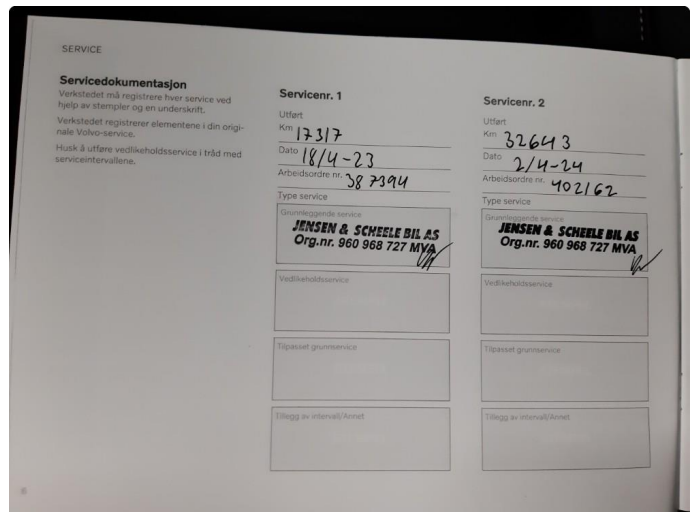 SERVICE
Servicedokumentasjon
Verkstedet må registrere hver service ved
hjelp av stempler og en underskrift.
Verkstedet registrerer elementene i din origi-
nale Volvo-service.
Husk å utføre vedlikeholdsservice i tråd med
serviceintervallene.
Servicenr. 1
Utført
Km 17317
Dato 18/4-23
Arbeidsordre nr. 387394
Type service
Grunnleggende service
JENSEN & SCHEELE BIL AS
Org.nr. 960 968 727 MVA
Vedlikeholdsservice
Tilpasset grunnservice
Tillegg av intervall/Annet
Servicenr. 2
Utført
Km 32643
Dato 2/4-24
Arbeidsordre nr. 402162
Type service
Grunnleggende service
JENSEN & SCHEELE BIL AS
Org.nr. 960 968 727 MVA
Vedlikeholdsservice
Tilpasset grunnservice
Tillegg av intervall/Annet